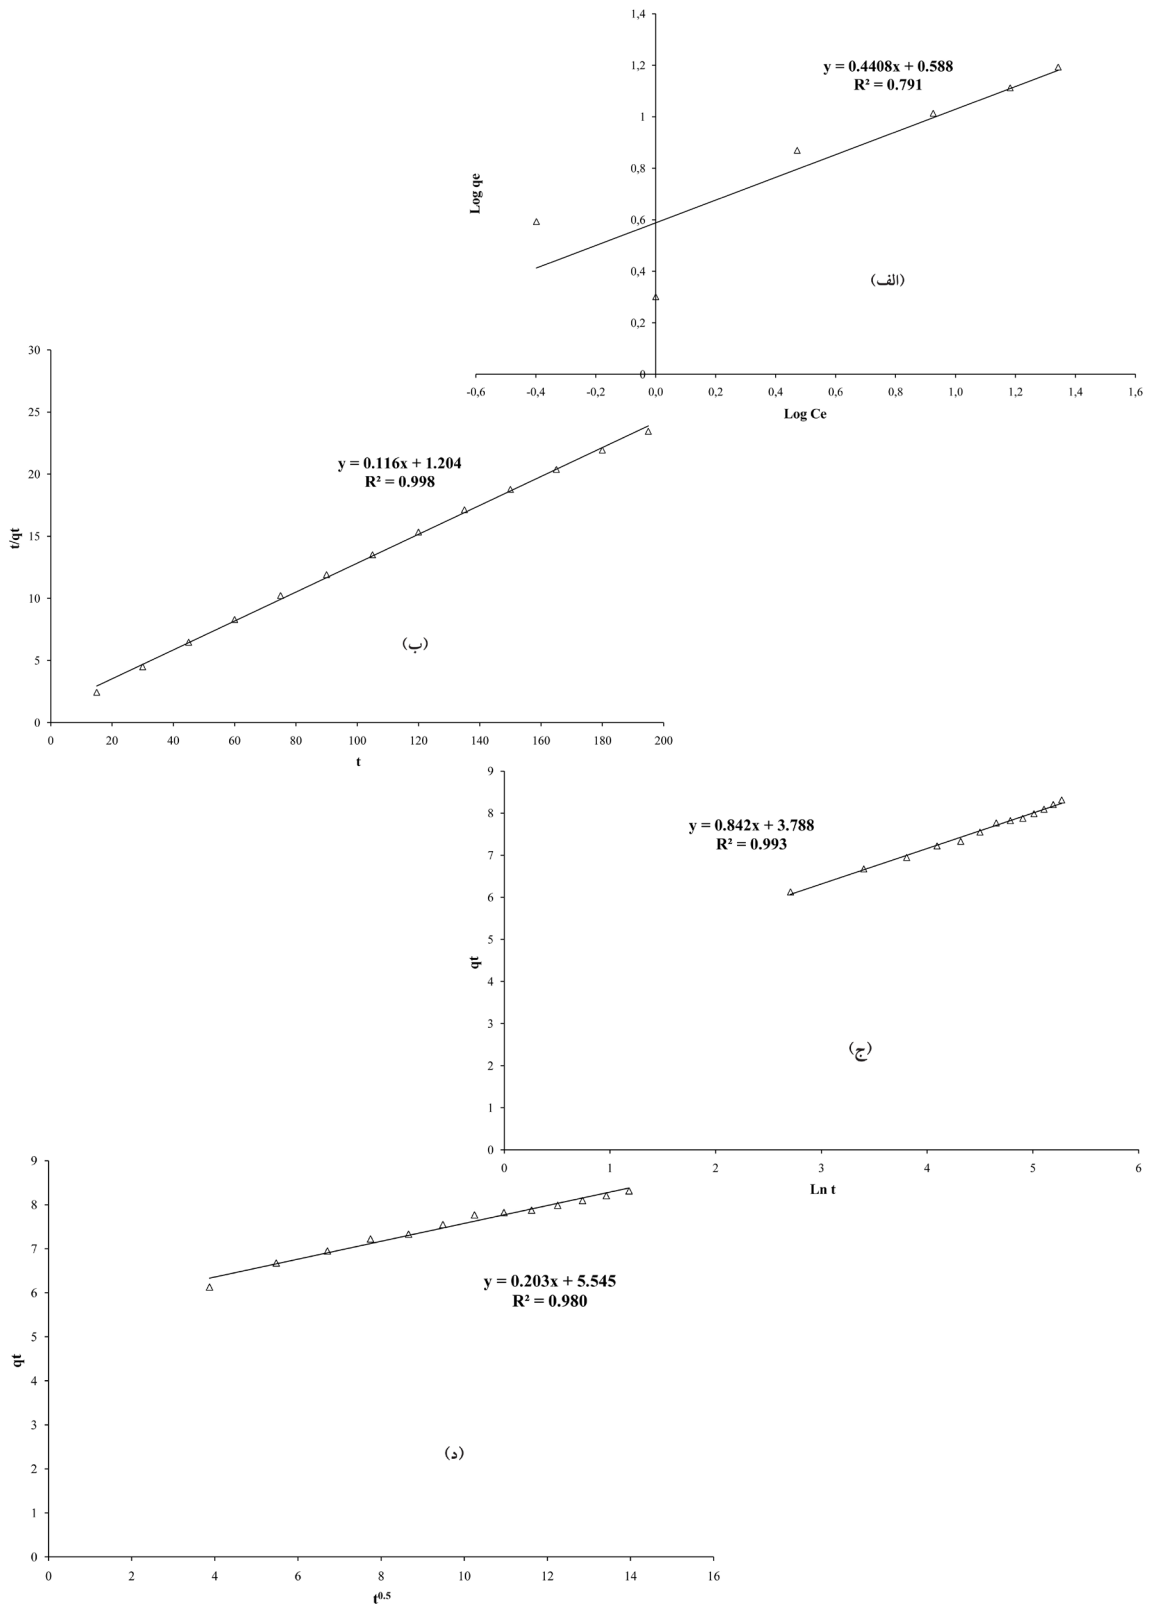 1,4
1,2
1
0,8
0,6
0,4
0,2
0
Log qe
y = 0.4408x + 0.588
R² = 0.791
(الف)
-0,6 -0,4 -0,2 0,0 0,2 0,4 0,6 0,8 1,0 1,2 1,4 1,6
Log Ce
30
25
20
15
10
5
0
t/qt
y = 0.116x + 1.204
R² = 0.998
(ب)
0 20 40 60 80 100 120 140 160 180 200
t
9
8
7
6
5
4
3
2
1
0
qt
y = 0.842x + 3.788
R² = 0.993
(ج)
0 1 2 3 4 5 6
Ln t
9
8
7
6
5
4
3
2
1
0
qt
y = 0.203x + 5.545
R² = 0.980
(د)
0 2 4 6 8 10 12 14 16
t⁰·⁵